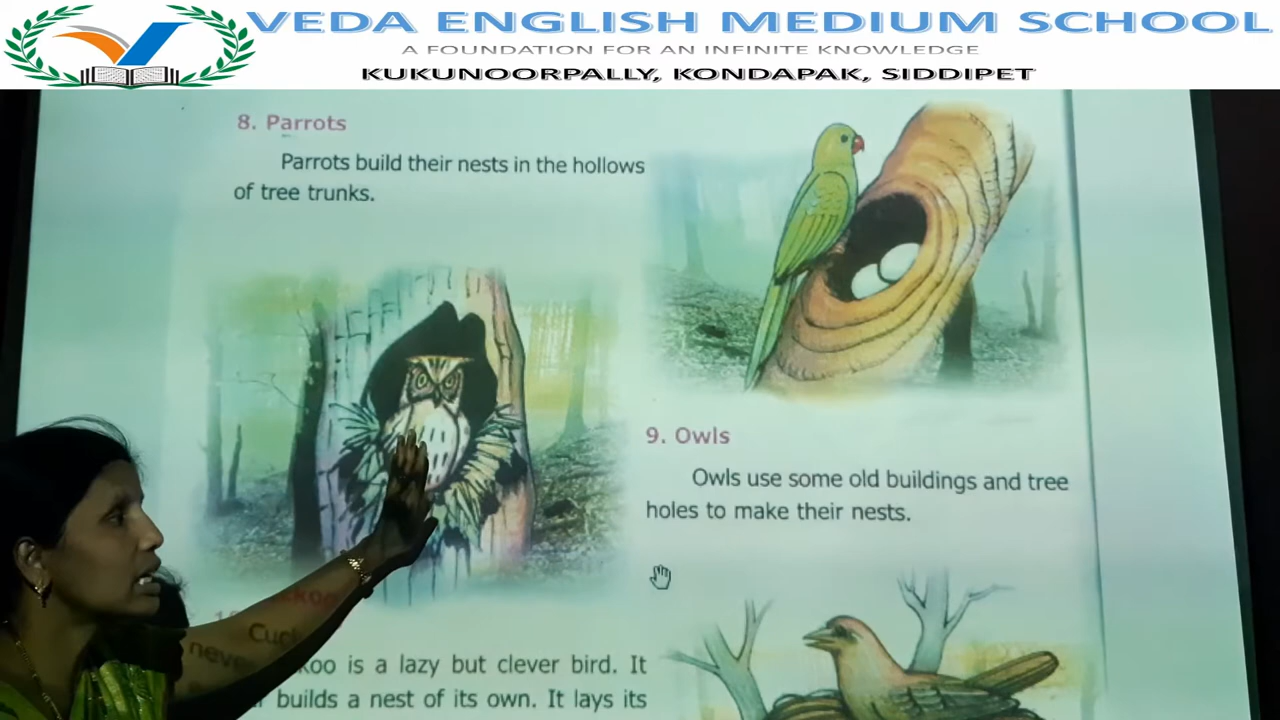 VEDA ENGLISH MEDIUM SCHOOL
A FOUNDATION FOR AN INFINITE KNOWLEDGE
KUKUNOORPALLY, KONDAPAK, SIDDIPET
8. Parrots
Parrots build their nests in the hollows
of tree trunks.
9. Owls
Owls use some old buildings and tree
holes to make their nests.
is a lazy but clever bird. It
builds a nest of its own. It lays its